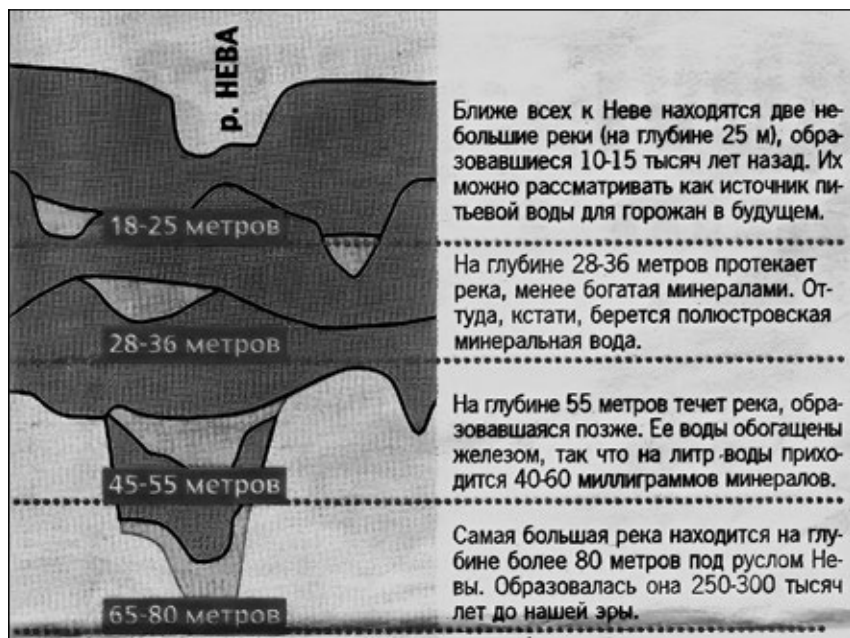 р. НЕВА
Ближе всех к Неве находятся две не-
большие реки (на глубине 25 м), обра-
зовавшиеся 10-15 тысяч лет назад. Их
можно рассматривать как источник пи-
тьевой воды для горожан в будущем.
18-25 метров
На глубине 28-36 метров протекает
река, менее богатая минералами. От-
туда, кстати, берется полюстровская
минеральная вода.
28-36 метров
На глубине 55 метров течет река, обра-
зовавшаяся позже. Ее воды обогащены
железом, так что на литр воды прихо-
дится 40-60 миллиграммов минералов.
45-55 метров
Самая большая река находится на глу-
бине более 80 метров под руслом Не-
вы. Образовалась она 250-300 тысяч
лет до нашей эры.
65-80 метров